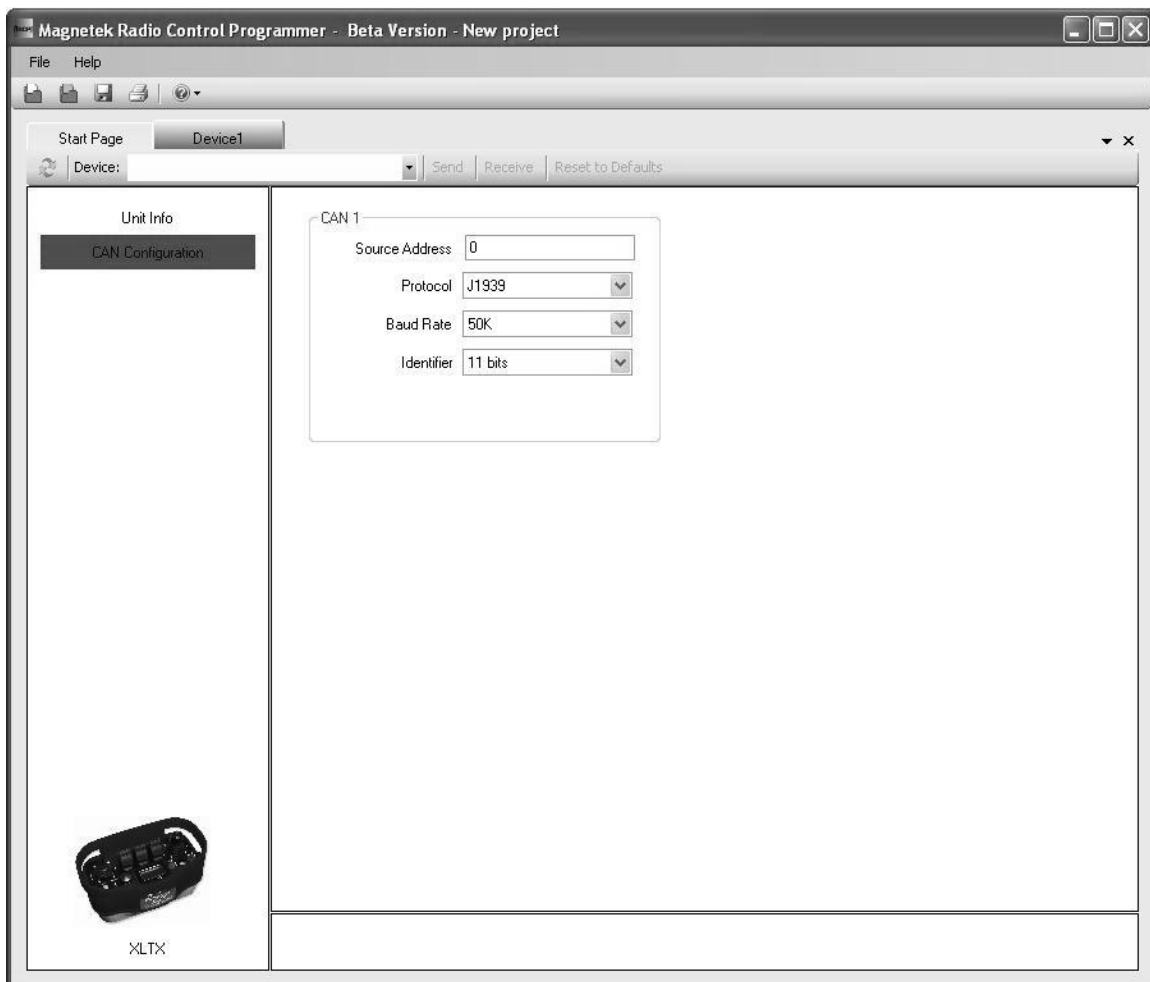 Magnetek Radio Control Programmer - Beta Version - New project
File Help
Start Page Device1
Device: Send Receive Reset to Defaults
Unit Info
CAN Configuration
CAN 1
Source Address 0
Protocol J1939
Baud Rate 50K
Identifier 11 bits
XLTX